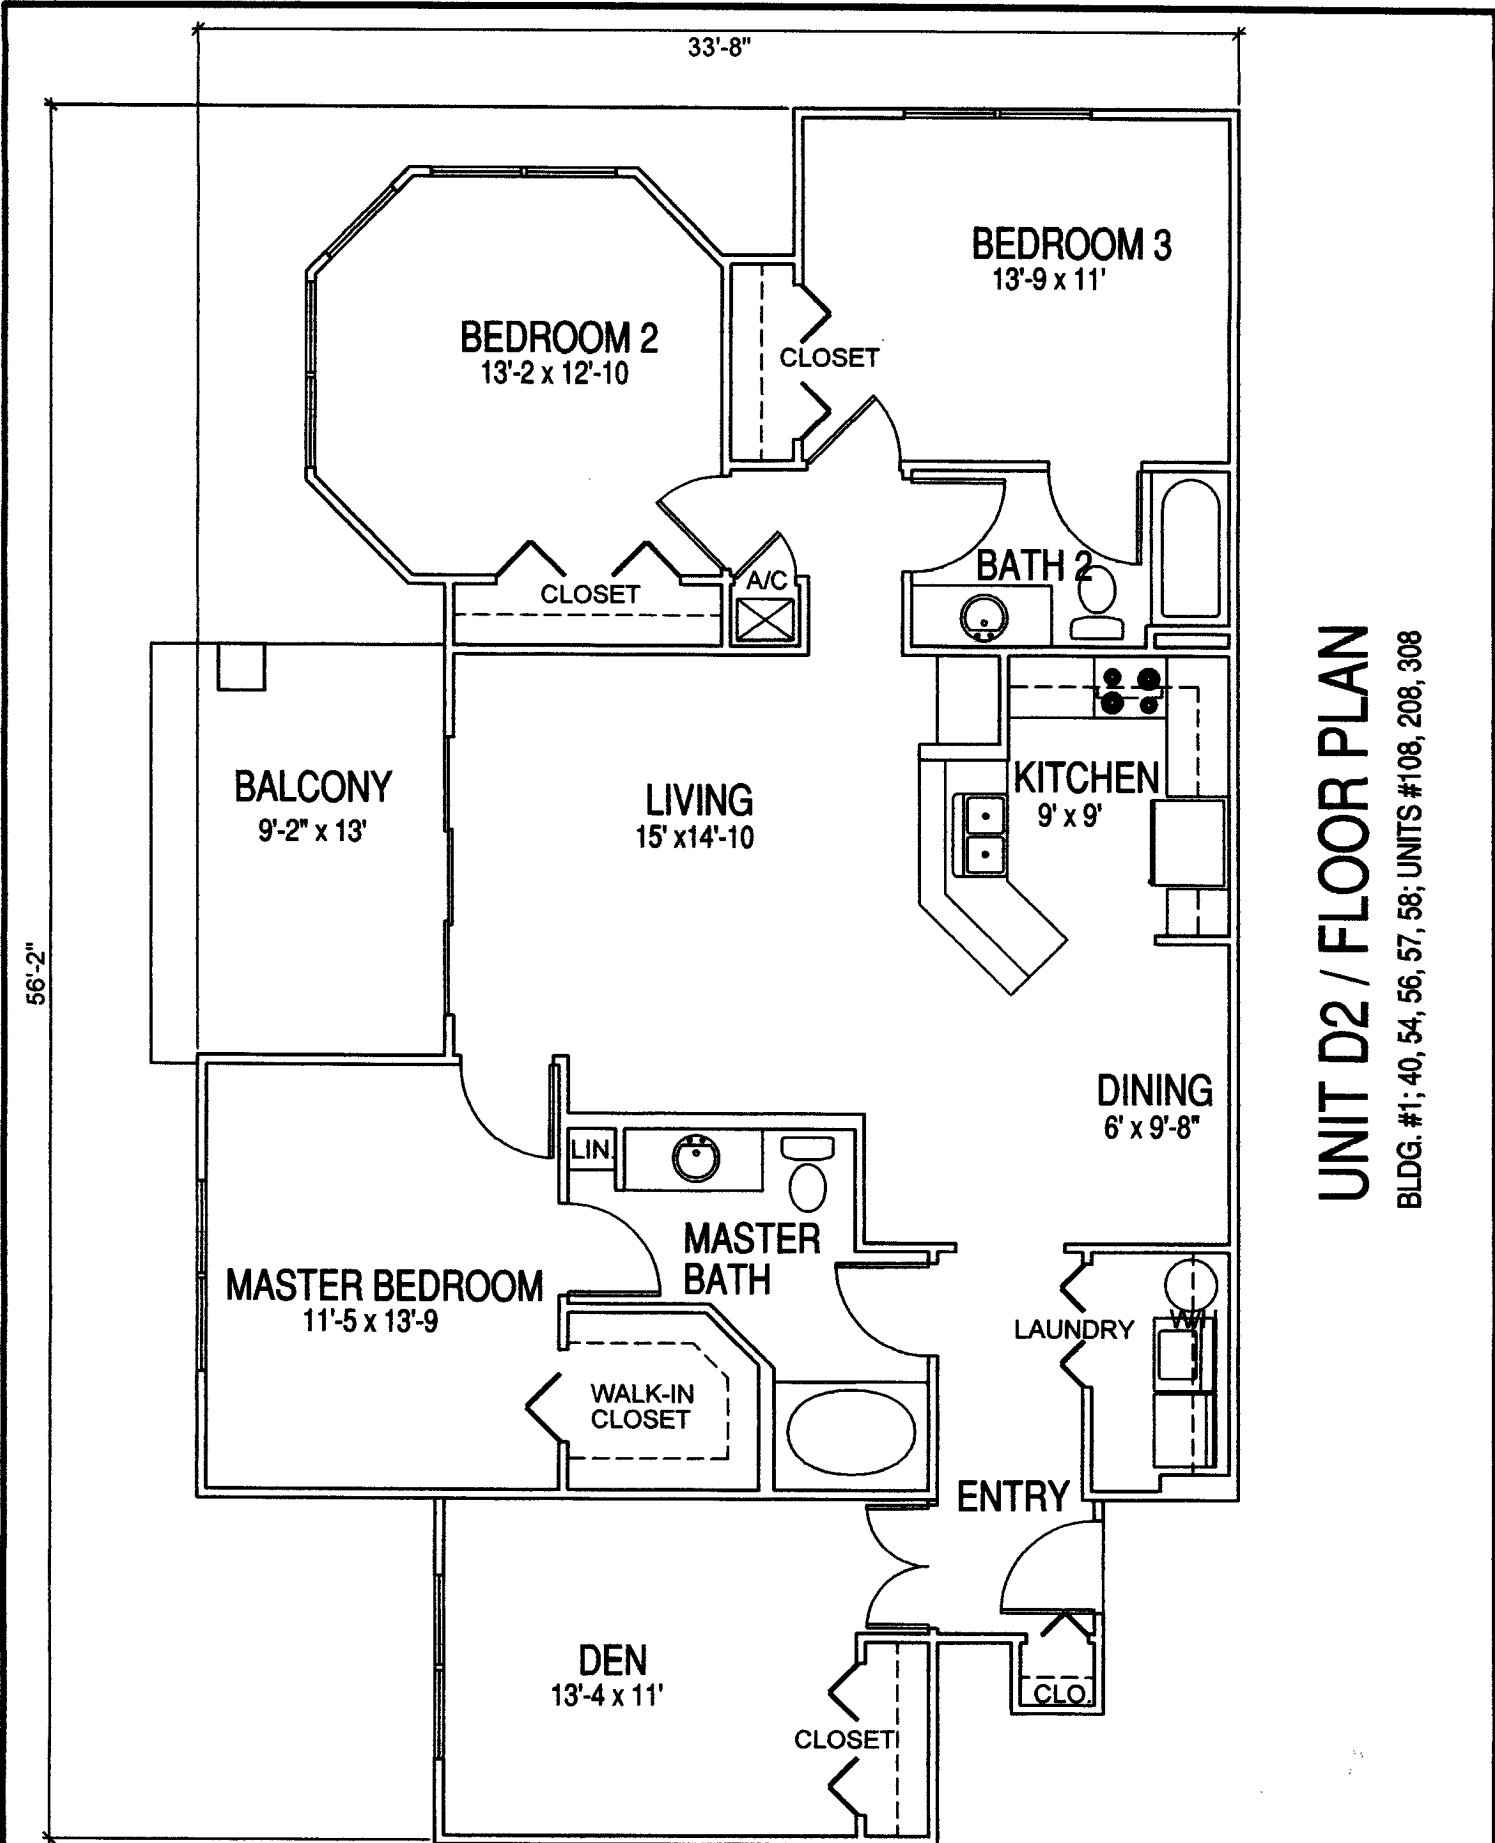 33'-8"
56'-2"
BEDROOM 3
13'-9 x 11'
BEDROOM 2
13'-2 x 12'-10
CLOSET
BATH 2
A/C
CLOSET
BALCONY
9'-2" x 13'
LIVING
15' x14'-10
KITCHEN
9' x 9'
DINING
6' x 9'-8"
LIN.
MASTER
BATH
MASTER BEDROOM
11'-5 x 13'-9
WALK-IN
CLOSET
LAUNDRY
ENTRY
DEN
13'-4 x 11'
CLOSET
CLO.
UNIT D2 / FLOOR PLAN
BLDG. #1; 40, 54, 56, 57, 58; UNITS #108, 208, 308